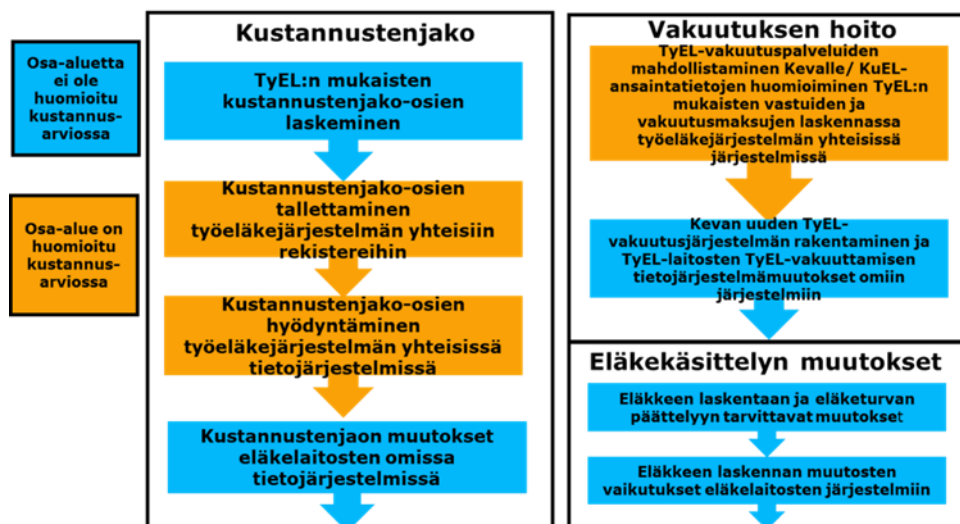 Osa-aluetta
ei ole
huomioitu
kustannus-
arviossa
Osa-alue on
huomioitu
kustannus-
arviossa
Kustannustenjako
TyEL:n mukaisten
kustannustenjako-osien
laskeminen
Kustannustenjako-osien
tallettaminen
työeläkejärjestelmän yhteisiin
rekistereihin
Kustannustenjako-osien
hyödyntäminen
työeläkejärjestelmän yhteisissä
tietojärjestelmissä
Kustannustenjaon muutokset
eläkelaitosten omissa
tietojärjestelmissä
Vakuutuksen hoito
TyEL-vakuutuspalveluiden
mahdollistaminen Kevalle/ KuEL-
ansaintatietojen huomioiminen TyEL:n
mukaisten vastuiden ja
vakuutusmaksujen laskennassa
työeläkejärjestelmän yhteisissä
järjestelmissä
Kevan uuden TyEL-
vakuutusjärjestelmän rakentaminen ja
TyEL-laitosten TyEL-vakuuttamisen
tietojärjestelmämuutokset omiin
järjestelmiin
Eläkekäsittelyn muutokset
Eläkkeen laskentaan ja eläketurvan
päättelyyn tarvittavat muutokset
Eläkkeen laskennan muutosten
vaikutukset eläkelaitosten järjestelmiin